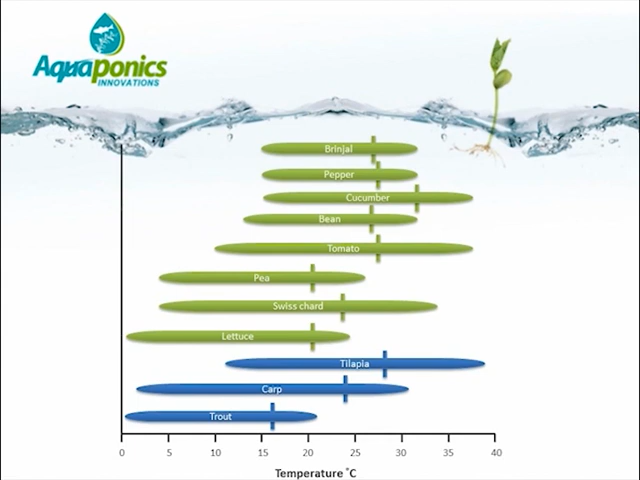 Aquaponics
INNOVATIONS
Brinjal
Pepper
Cucumber
Bean
Tomato
Pea
Swiss chard
Lettuce
Tilapia
Carp
Trout
0 5 10 15 20 25 30 35 40
Temperature °C